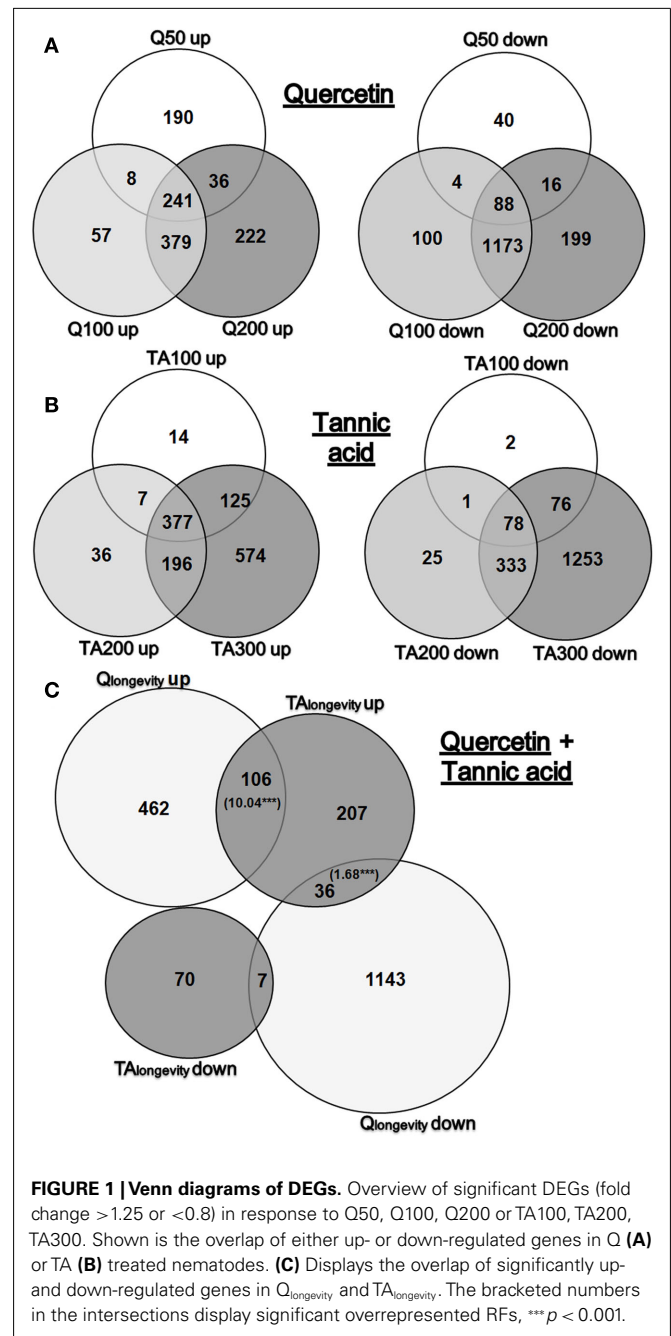 A
Q50 up
Q50 down
Quercetin
190
40
8
36
4
16
241
88
57
379
222
100
1173
199
Q100 up
Q200 up
Q100 down
Q200 down
B
TA100 up
TA100 down
Tannic
acid
14
2
7
125
1
76
377
78
36
196
574
25
333
1253
TA200 up
TA300 up
TA200 down
TA300 down
C
Qlongevity up
TAlongevity up
Quercetin +
Tannic acid
106
(10.04***)
462
207
(1.68***)
36
70
7
1143
TAlongevity down
Qlongevity down
FIGURE 1 | Venn diagrams of DEGs. Overview of significant DEGs (fold
change >1.25 or <0.8) in response to Q50, Q100, Q200 or TA100, TA200,
TA300. Shown is the overlap of either up- or down-regulated genes in Q (A)
or TA (B) treated nematodes. (C) Displays the overlap of significantly up-
and down-regulated genes in Qlongevity and TAlongevity. The bracketed numbers
in the intersections display significant overrepresented RFs, ***p < 0.001.